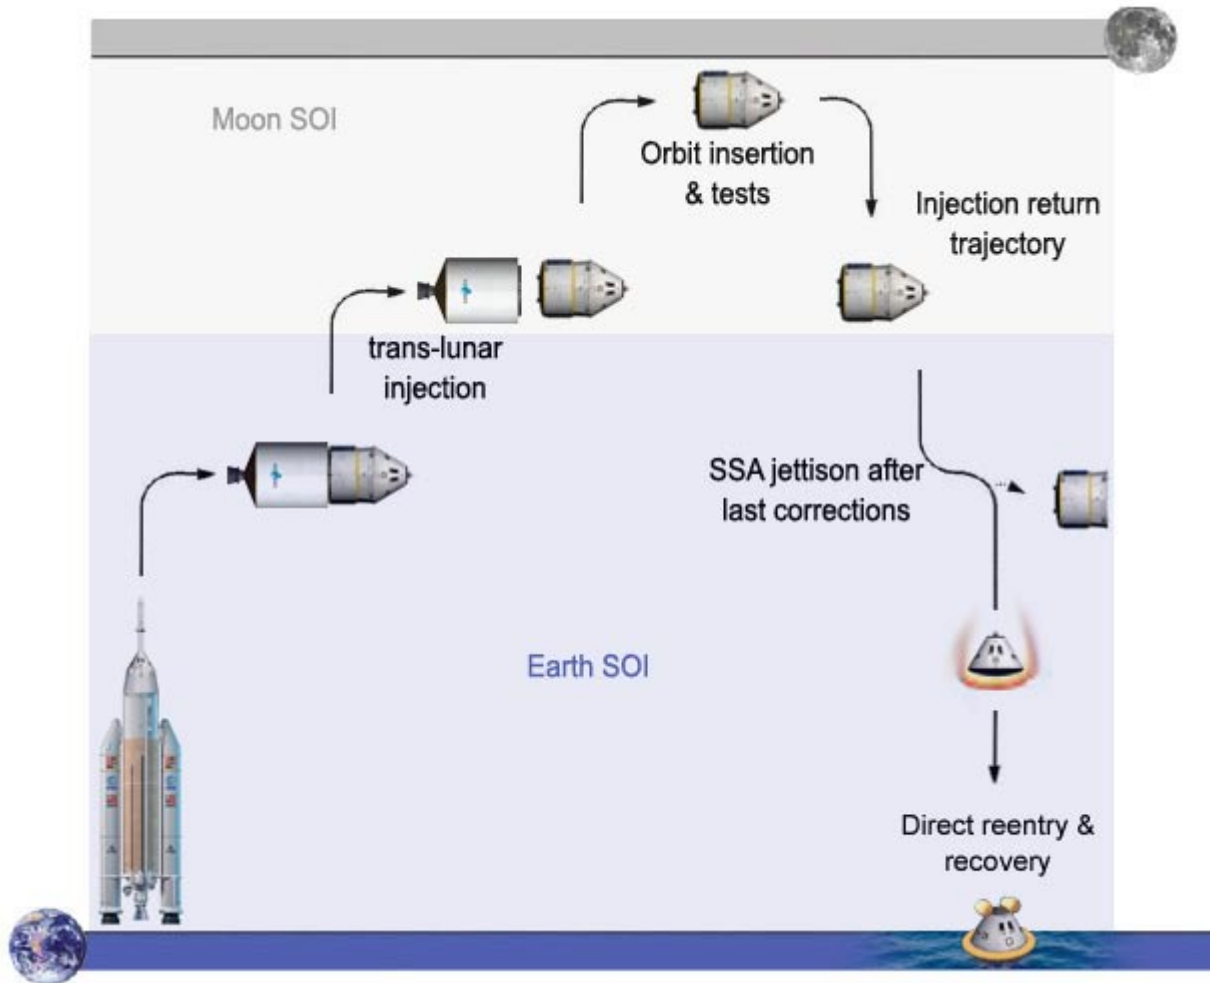 Moon SOI
Orbit insertion
& tests
Injection return
trajectory
trans-lunar
injection
SSA jettison after
last corrections
Earth SOI
Direct reentry &
recovery